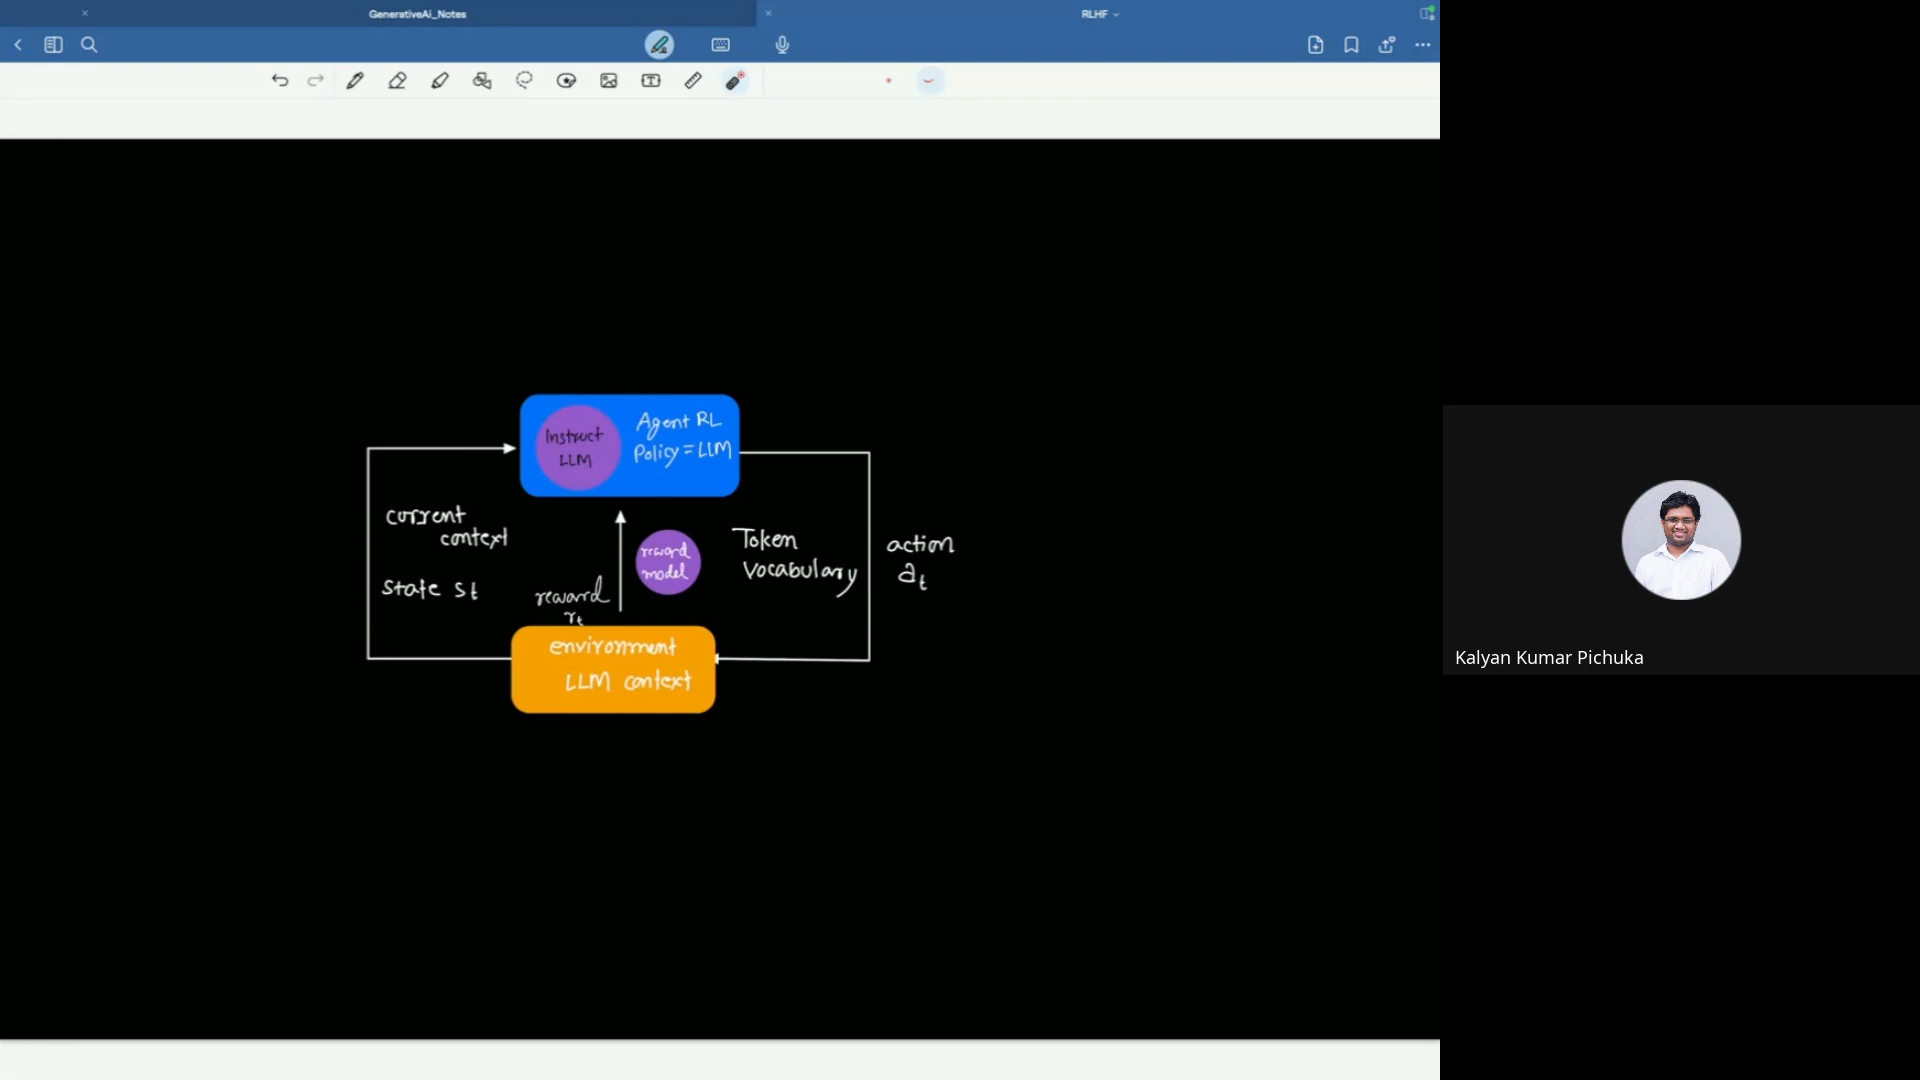 GenerativeAi_Notes
RLHF
Instruct
LLM
Agent RL
Policy = LLM
current
context
state st
reward
model
reward
rt
Token
Vocabulary
action
at
environment
LLM context
Kalyan Kumar Pichuka